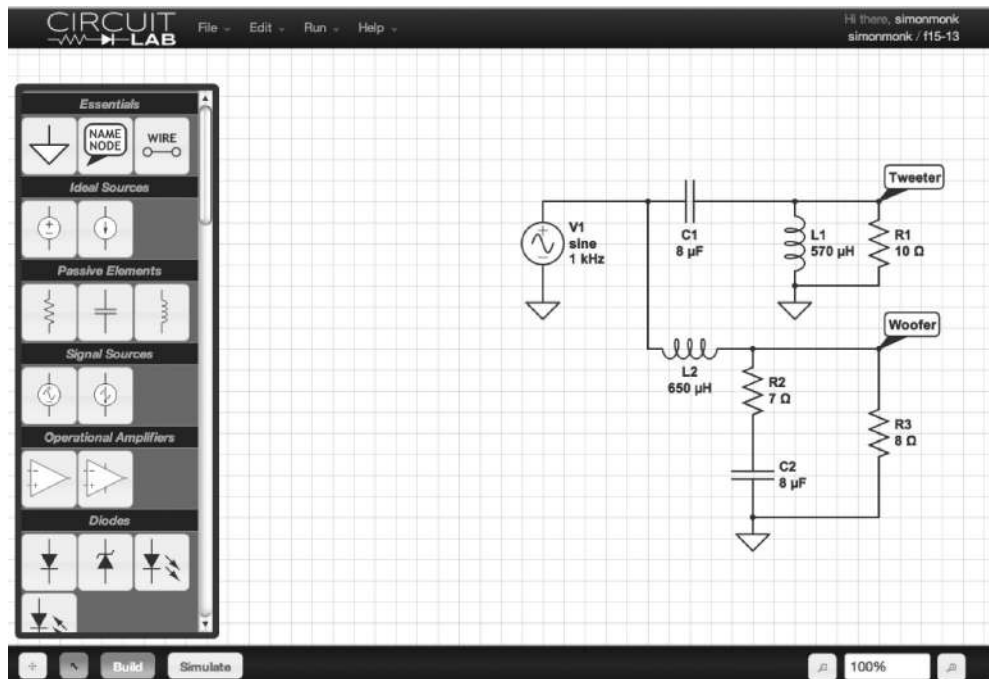 CIRCUIT
LAB
File Edit Run Help
Hi there, simonmonk
simonmonk / f15-13
Essentials
NAME
NODE
WIRE
Ideal Sources
Passive Elements
Signal Sources
Operational Amplifiers
Diodes
V1
sine
1 kHz
C1
8 µF
L1
570 µH
R1
10 Ω
Tweeter
Woofer
L2
650 µH
R2
7 Ω
C2
8 µF
R3
8 Ω
Build
Simulate
100%